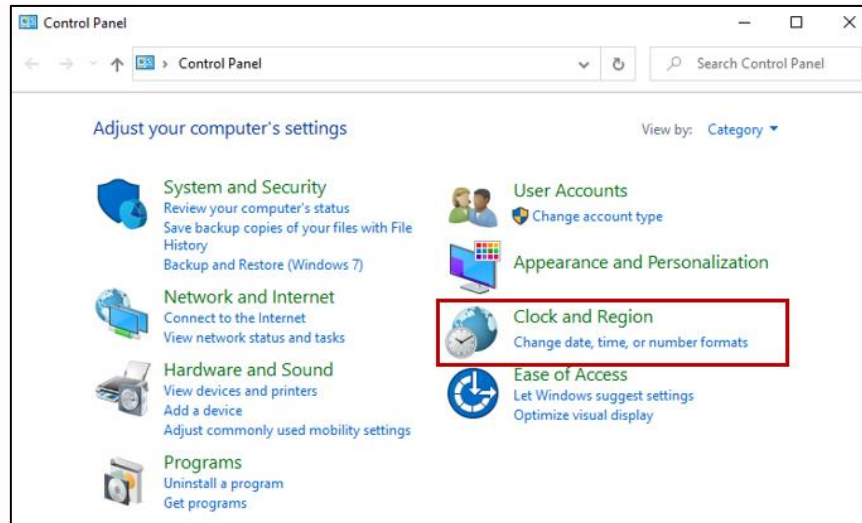 Control Panel
Control Panel
Search Control Panel
Adjust your computer's settings
View by: Category
System and Security
Review your computer's status
Save backup copies of your files with File
History
Backup and Restore (Windows 7)
Network and Internet
Connect to the Internet
View network status and tasks
Hardware and Sound
View devices and printers
Add a device
Adjust commonly used mobility settings
Programs
Uninstall a program
Get programs
User Accounts
Change account type
Appearance and Personalization
Clock and Region
Change date, time, or number formats
Ease of Access
Let Windows suggest settings
Optimize visual display